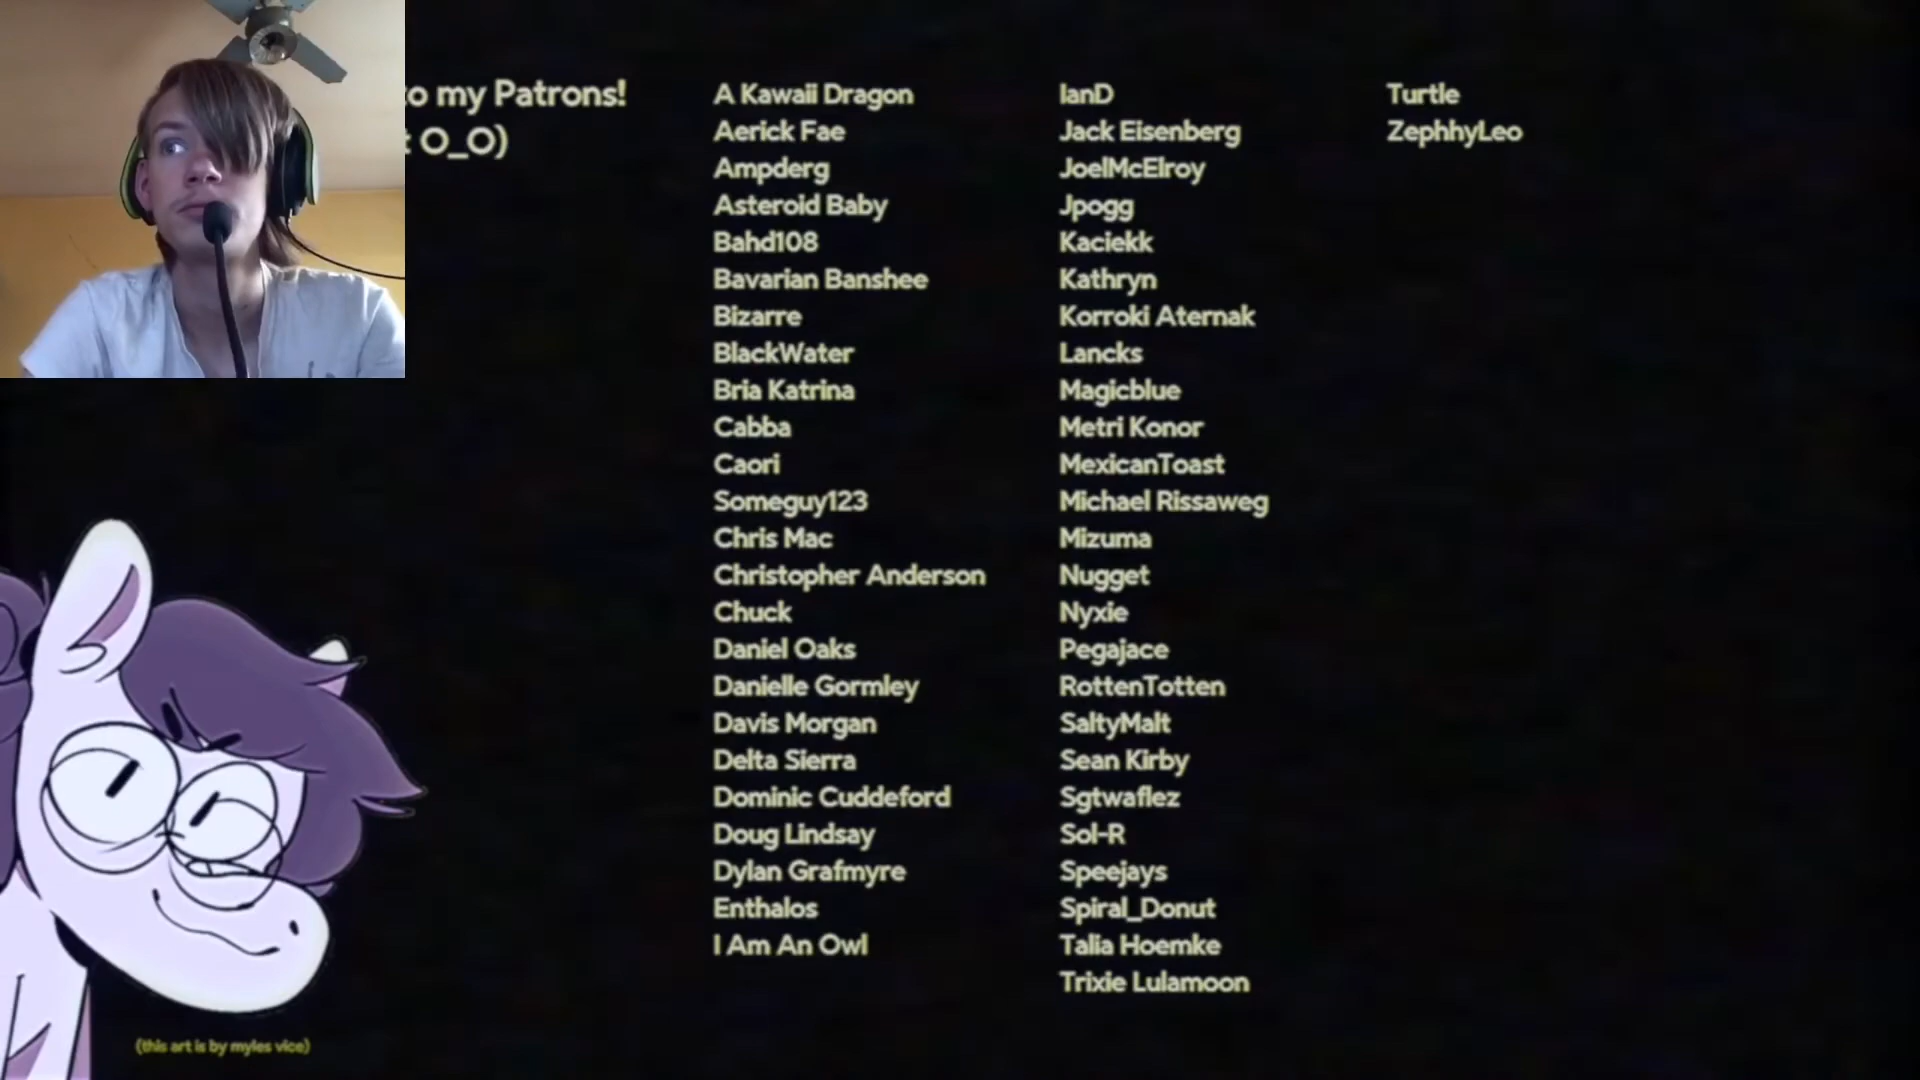 to my Patrons!
O_O)
A Kawaii Dragon
Aerick Fae
Ampderg
Asteroid Baby
Bahd108
Bavarian Banshee
Bizarre
BlackWater
Bria Katrina
Cabba
Caori
Someguy123
Chris Mac
Christopher Anderson
Chuck
Daniel Oaks
Danielle Gormley
Davis Morgan
Delta Sierra
Dominic Cuddeford
Doug Lindsay
Dylan Grafmyre
Enthalos
I Am An Owl
IanD
Jack Eisenberg
JoelMcElroy
Jpogg
Kaciekk
Kathryn
Korroki Aternak
Lancks
Magicblue
Metri Konor
MexicanToast
Michael Rissaweg
Mizuma
Nugget
Nyxie
Pegajace
RottenTotten
SaltyMalt
Sean Kirby
Sgtwaflez
Sol-R
Speejays
Spiral_Donut
Talia Hoemke
Trixie Lulamoon
Turtle
ZephhyLeo
(this art is by myles vice)